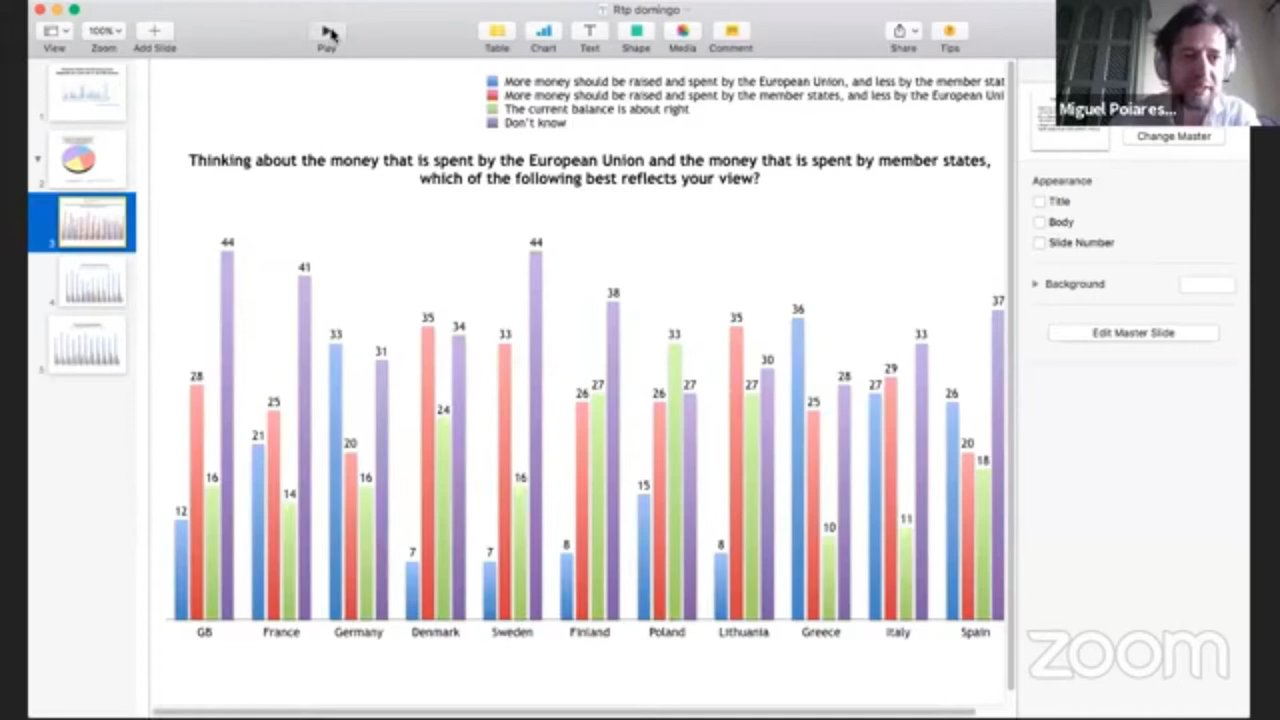 Rtp domingo
View
100%
Zoom
Add Slide
Play
Table
Chart
Text
Shape
Media
Comment
Share
Tips
Miguel Poiares...
Change Master
More money should be raised and spent by the European Union, and less by the member stat
More money should be raised and spent by the member states, and less by the European Uni
The current balance is about right
Don't know
Thinking about the money that is spent by the European Union and the money that is spent by member states,
which of the following best reflects your view?
12 28 16 44
21 25 14 41
33 20 16 31
7 35 24 34
7 33 16 44
8 26 27 38
15 26 33 27
8 35 27 30
36 25 10 28
27 29 11 33
26 20 18 37
GB France Germany Denmark Sweden Finland Poland Lithuania Greece Italy Spain
1
2
3
4
5
Appearance
Title
Body
Slide Number
Background
Edit Master Slide
zoom